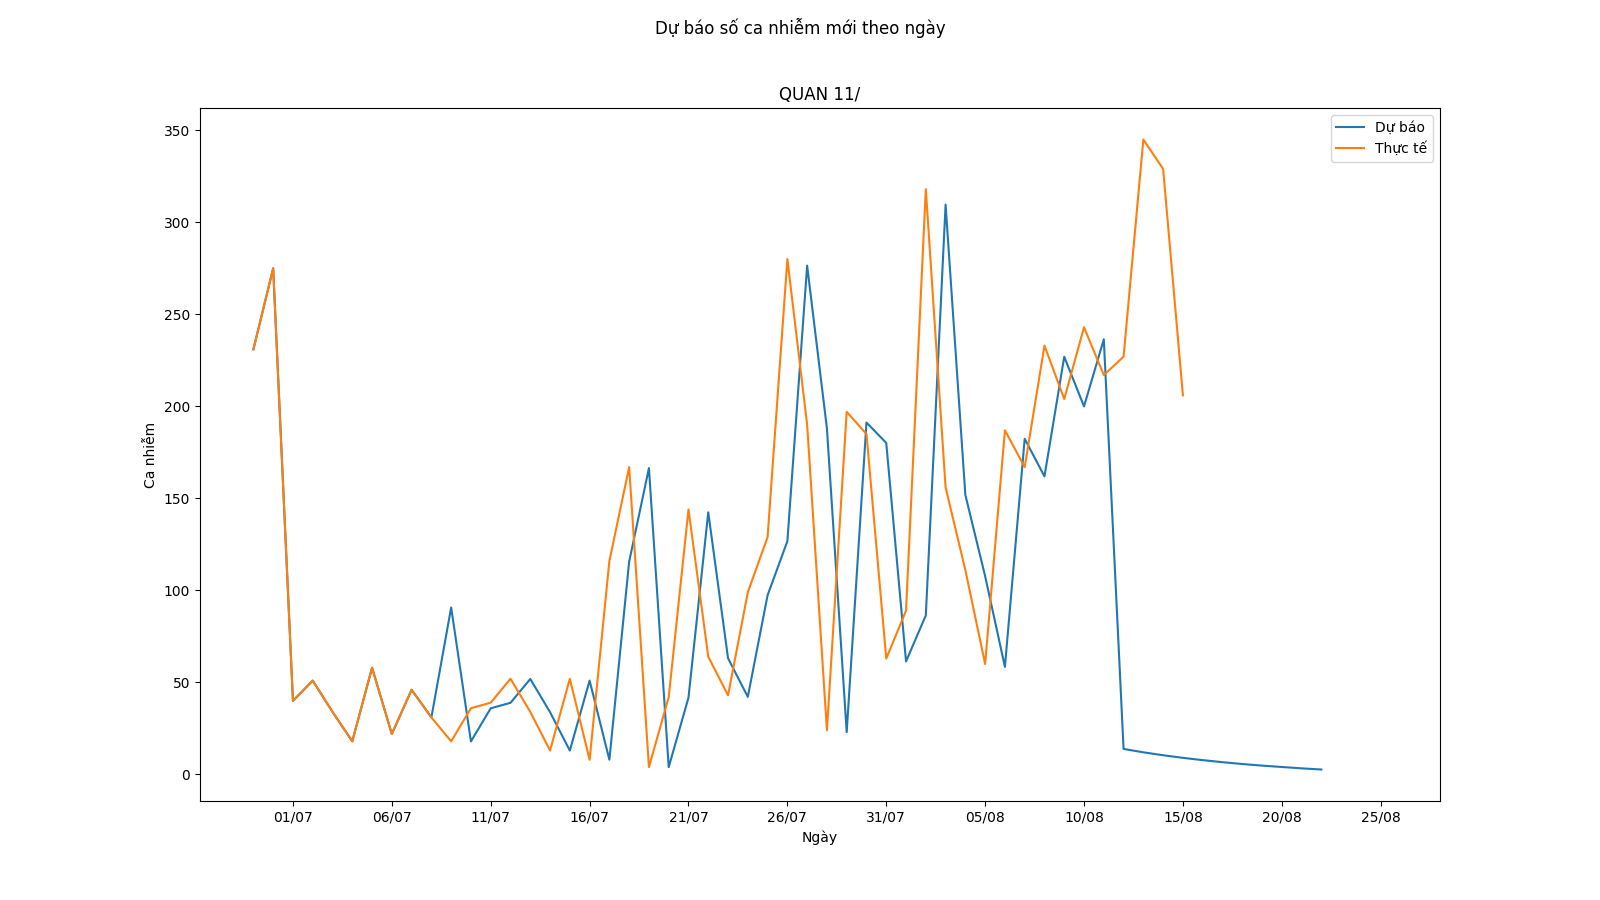 Dự báo số ca nhiễm mới theo ngày
QUAN 11/
Dự báo
Thực tế
350
300
250
200
150
100
50
0
Ca nhiễm
01/07 06/07 11/07 16/07 21/07 26/07 31/07 05/08 10/08 15/08 20/08 25/08
Ngày